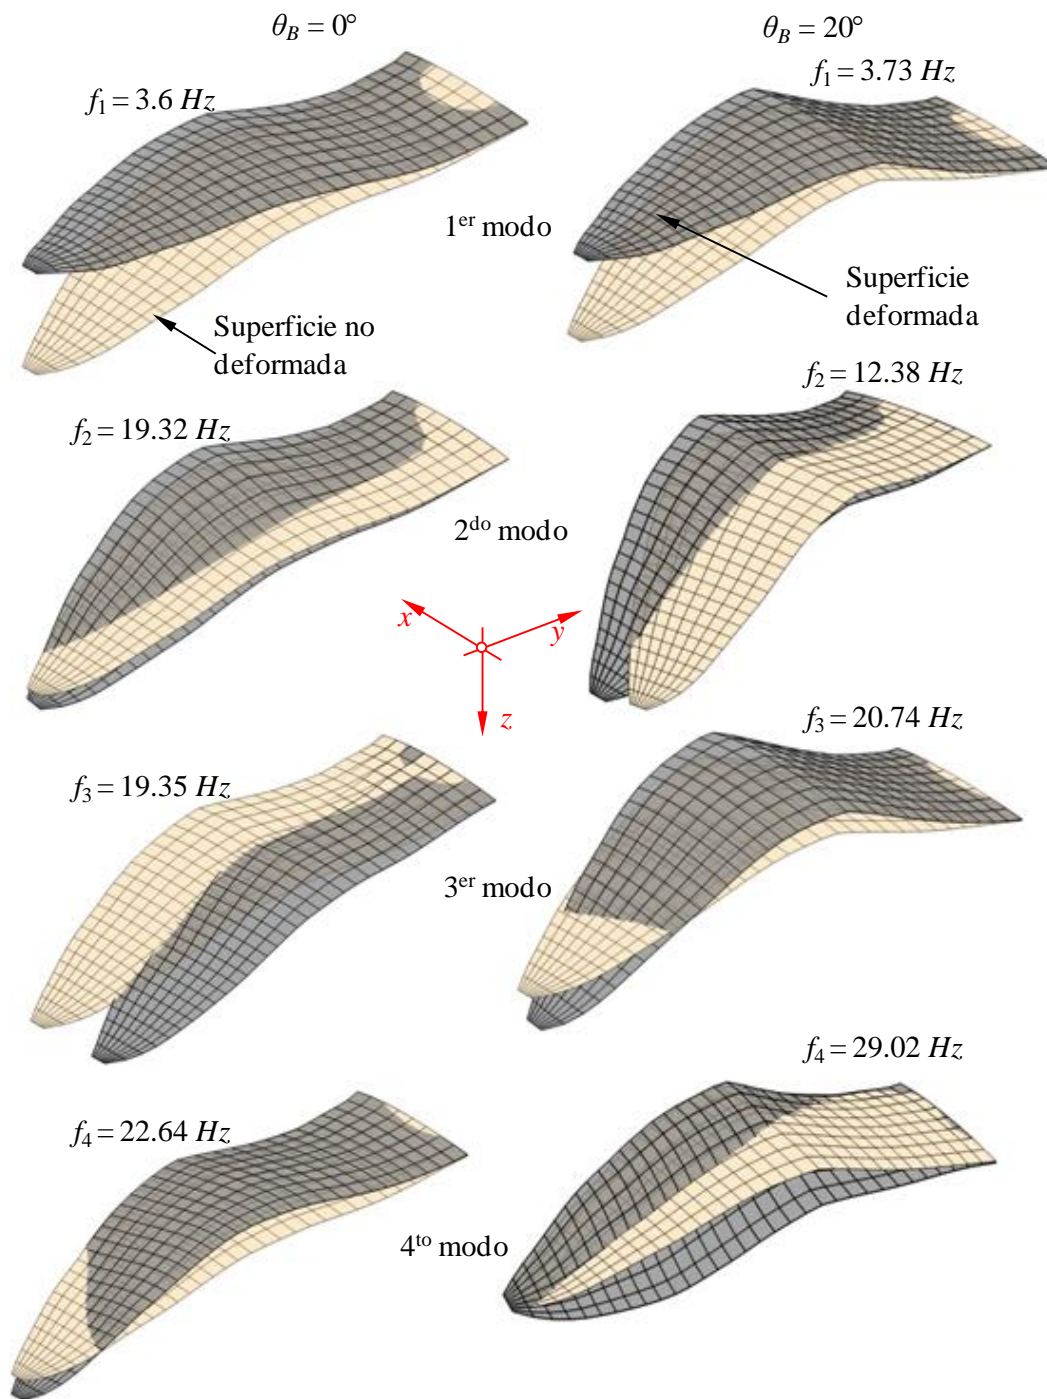 θ_B = 0°
θ_B = 20°
f₁ = 3.6 Hz
f₁ = 3.73 Hz
1ᵉʳ modo
Superficie no
deformada
Superficie
deformada
f₂ = 19.32 Hz
f₂ = 12.38 Hz
2ᵈᵒ modo
x
y
z
f₃ = 19.35 Hz
f₃ = 20.74 Hz
3ᵉʳ modo
f₄ = 22.64 Hz
f₄ = 29.02 Hz
4ᵗᵒ modo